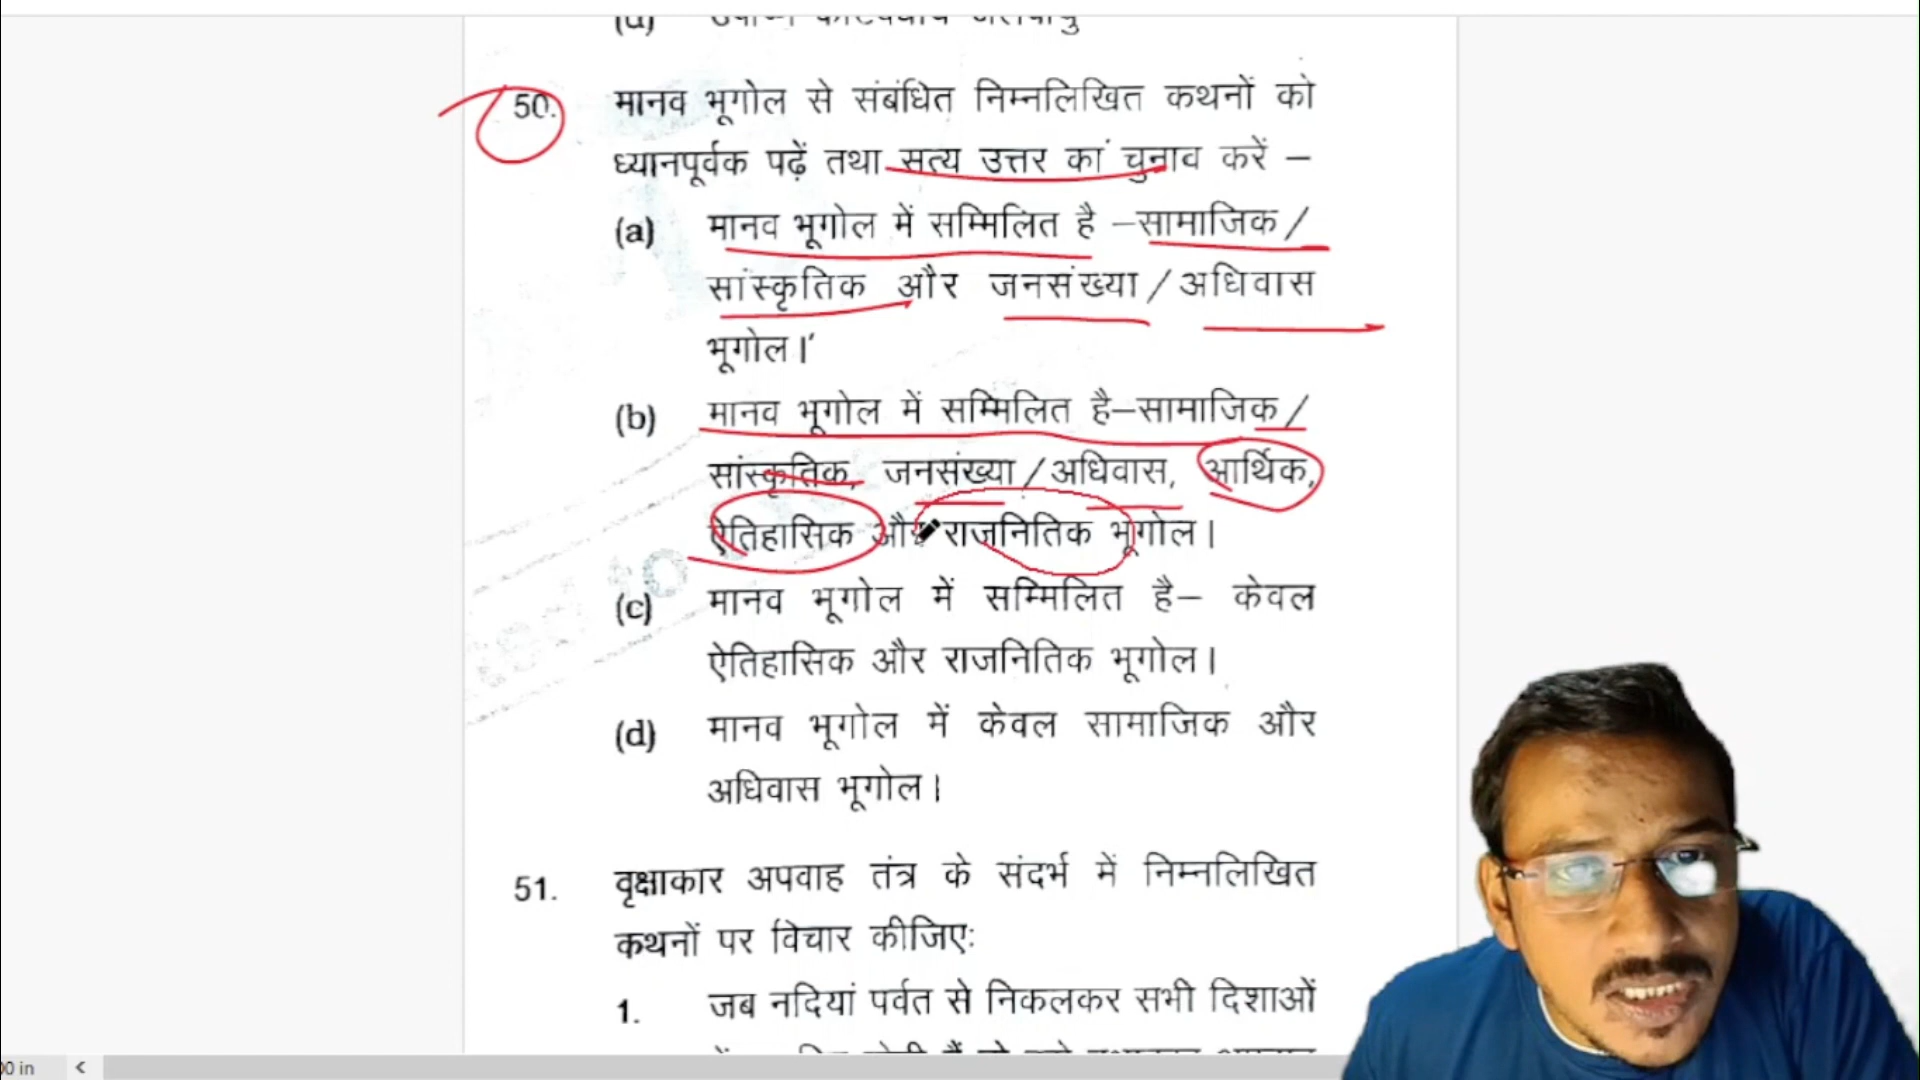 50. मानव भूगोल से संबंधित निम्नलिखित कथनों को
ध्यानपूर्वक पढ़ें तथा सत्य उत्तर का चुनाव करें –
(a) मानव भूगोल में सम्मिलित है –सामाजिक /
सांस्कृतिक और जनसंख्या / अधिवास
भूगोल।
(b) मानव भूगोल में सम्मिलित है–सामाजिक /
सांस्कृतिक, जनसंख्या / अधिवास, आर्थिक,
ऐतिहासिक और राजनितिक भूगोल।
(c) मानव भूगोल में सम्मिलित है– केवल
ऐतिहासिक और राजनितिक भूगोल।
(d) मानव भूगोल में केवल सामाजिक और
अधिवास भूगोल।
51. वृक्षाकार अपवाह तंत्र के संदर्भ में निम्नलिखित
कथनों पर विचार कीजिएः
1. जब नदियां पर्वत से निकलकर सभी दिशाओं
00 in